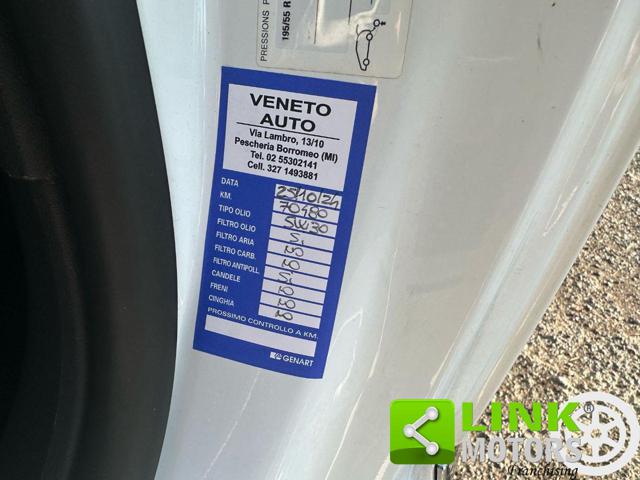 PRESSIONS P
195/55 R
VENETO
AUTO
Via Lambro, 13/10
Pescheria Borromeo (MI)
Tel. 02 55302141
Cell. 327 1493881
DATA 25/10/24
KM. 70480
TIPO OLIO 5W30
FILTRO OLIO Si
FILTRO ARIA NO
FILTRO CARB. NO
FILTRO ANTIPOLL. Si
CANDELE NO
FRENI NO
CINGHIA NO
PROSSIMO CONTROLLO A KM.
GENART
LINK
MOTORS
Franchising